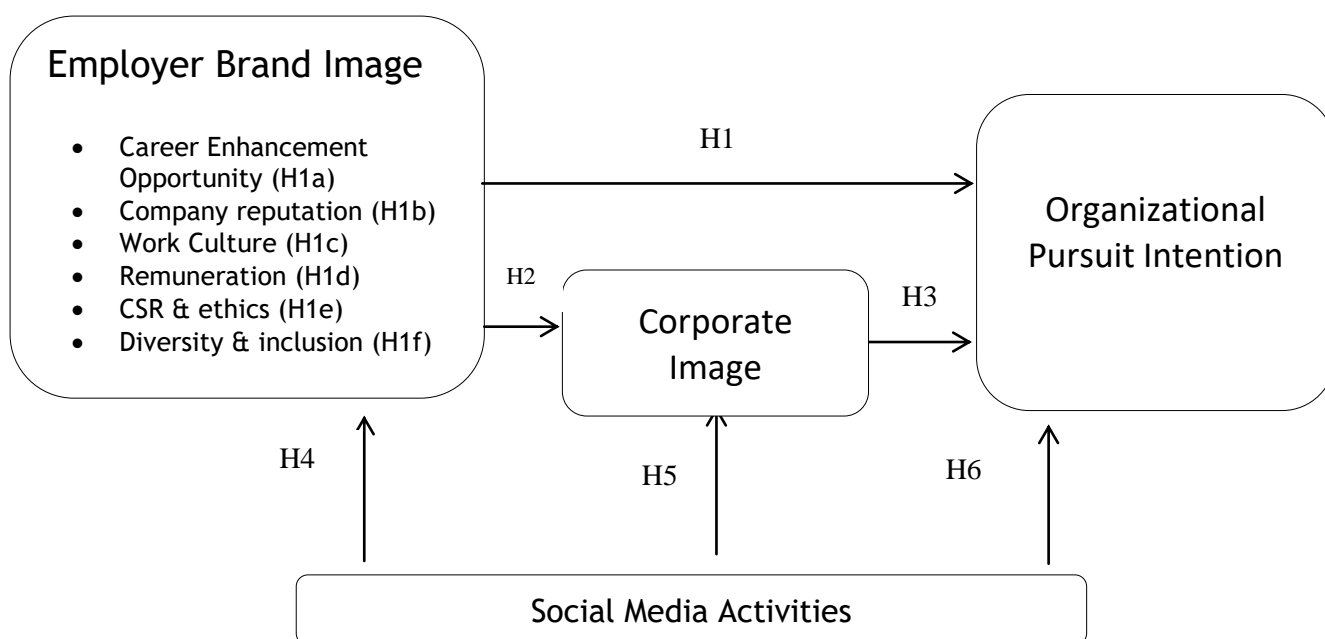 Employer Brand Image
• Career Enhancement
Opportunity (H1a)
• Company reputation (H1b)
• Work Culture (H1c)
• Remuneration (H1d)
• CSR & ethics (H1e)
• Diversity & inclusion (H1f)
H1
H2
Corporate
Image
H3
Organizational
Pursuit Intention
H4
H5
H6
Social Media Activities